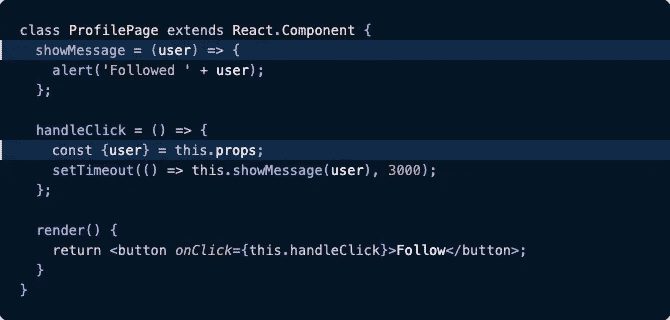 class ProfilePage extends React.Component {
  showMessage = (user) => {
    alert('Followed ' + user);
  };

  handleClick = () => {
    const {user} = this.props;
    setTimeout(() => this.showMessage(user), 3000);
  };

  render() {
    return <button onClick={this.handleClick}>Follow</button>;
  }
}